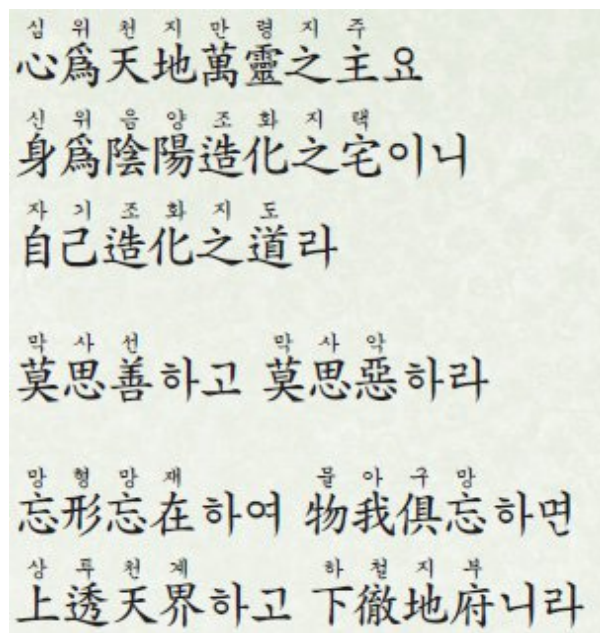 심 위 천 지 만 령 지 주
心爲天地萬靈之主요
신 위 음 양 조 화 지 택
身爲陰陽造化之宅이니
자 기 조 화 지 도
自己造化之道라
막 사 선 막 사 악
莫思善하고 莫思惡하라
망 형 망 재 물 아 구 망
忘形忘在하여 物我俱忘하면
상 투 천 계 하 철 지 부
上透天界하고 下徹地府니라